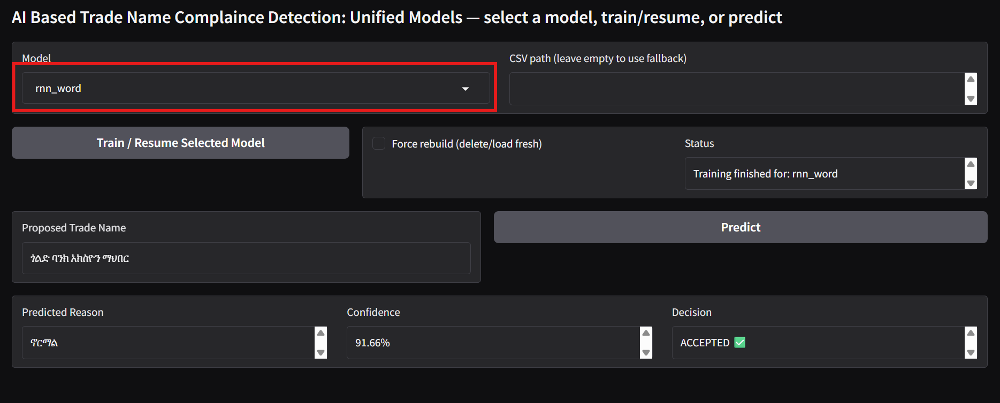 AI Based Trade Name Complaince Detection: Unified Models — select a model, train/resume, or predict
Model
rnn_word
CSV path (leave empty to use fallback)
Train / Resume Selected Model
Force rebuild (delete/load fresh)
Status
Training finished for: rnn_word
Proposed Trade Name
ጎልድ ባንክ አክስዮን ማህበር
Predict
Predicted Reason
ኖርማል
Confidence
91.66%
Decision
ACCEPTED ✅